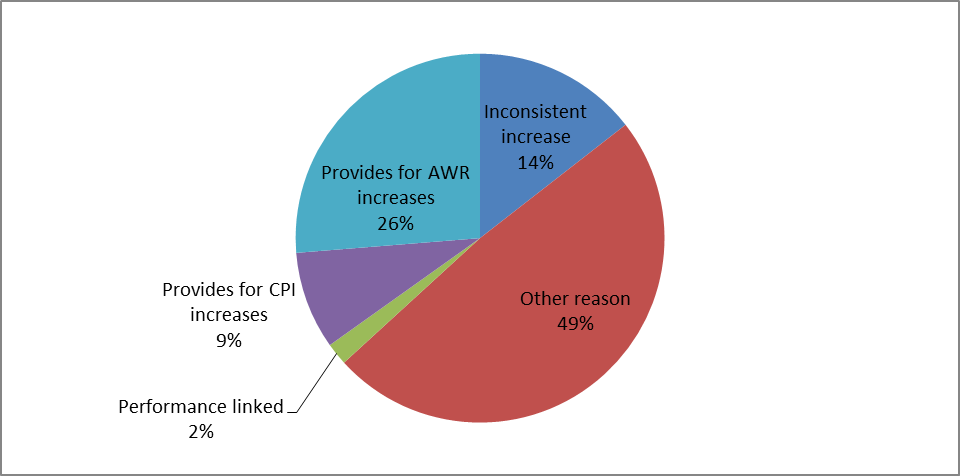 Inconsistent
increase
14%
Provides for AWR
increases
26%
Other reason
49%
Provides for CPI
increases
9%
Performance linked
2%